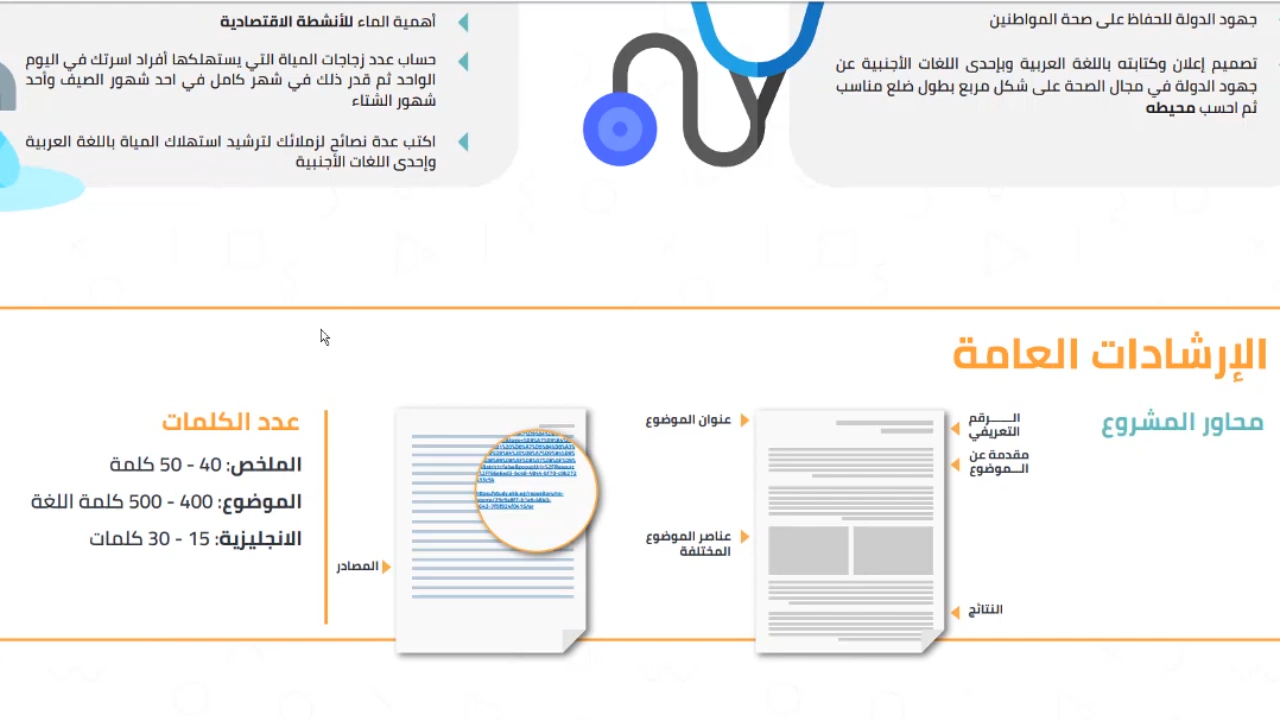 جهود الدولة للحفاظ على صحة المواطنين
تصميم إعلان وكتابته باللغة العربية وبإحدى اللغات الأجنبية عن
جهود الدولة في مجال الصحة على شكل مربع بطول ضلع مناسب
ثم احسب محيطه
أهمية الماء للأنشطة الاقتصادية
حساب عدد زجاجات المياة التي يستهلكها أفراد اسرتك في اليوم
الواحد ثم قدر ذلك في شهر كامل في احد شهور الصيف وأحد
شهور الشتاء
اكتب عدة نصائح لزملائك لترشيد استهلاك المياة باللغة العربية
وإحدى اللغات الأجنبية
الإرشادات العامة
محاور المشروع
الـــرقم
التعريفي
مقدمة عن
الـــموضوع
النتائج
عنوان الموضوع
عناصر الموضوع
المختلفة
المصادر
عدد الكلمات
الملخص: 40 - 50 كلمة
الموضوع: 400 - 500 كلمة اللغة
الانجليزية: 15 - 30 كلمات